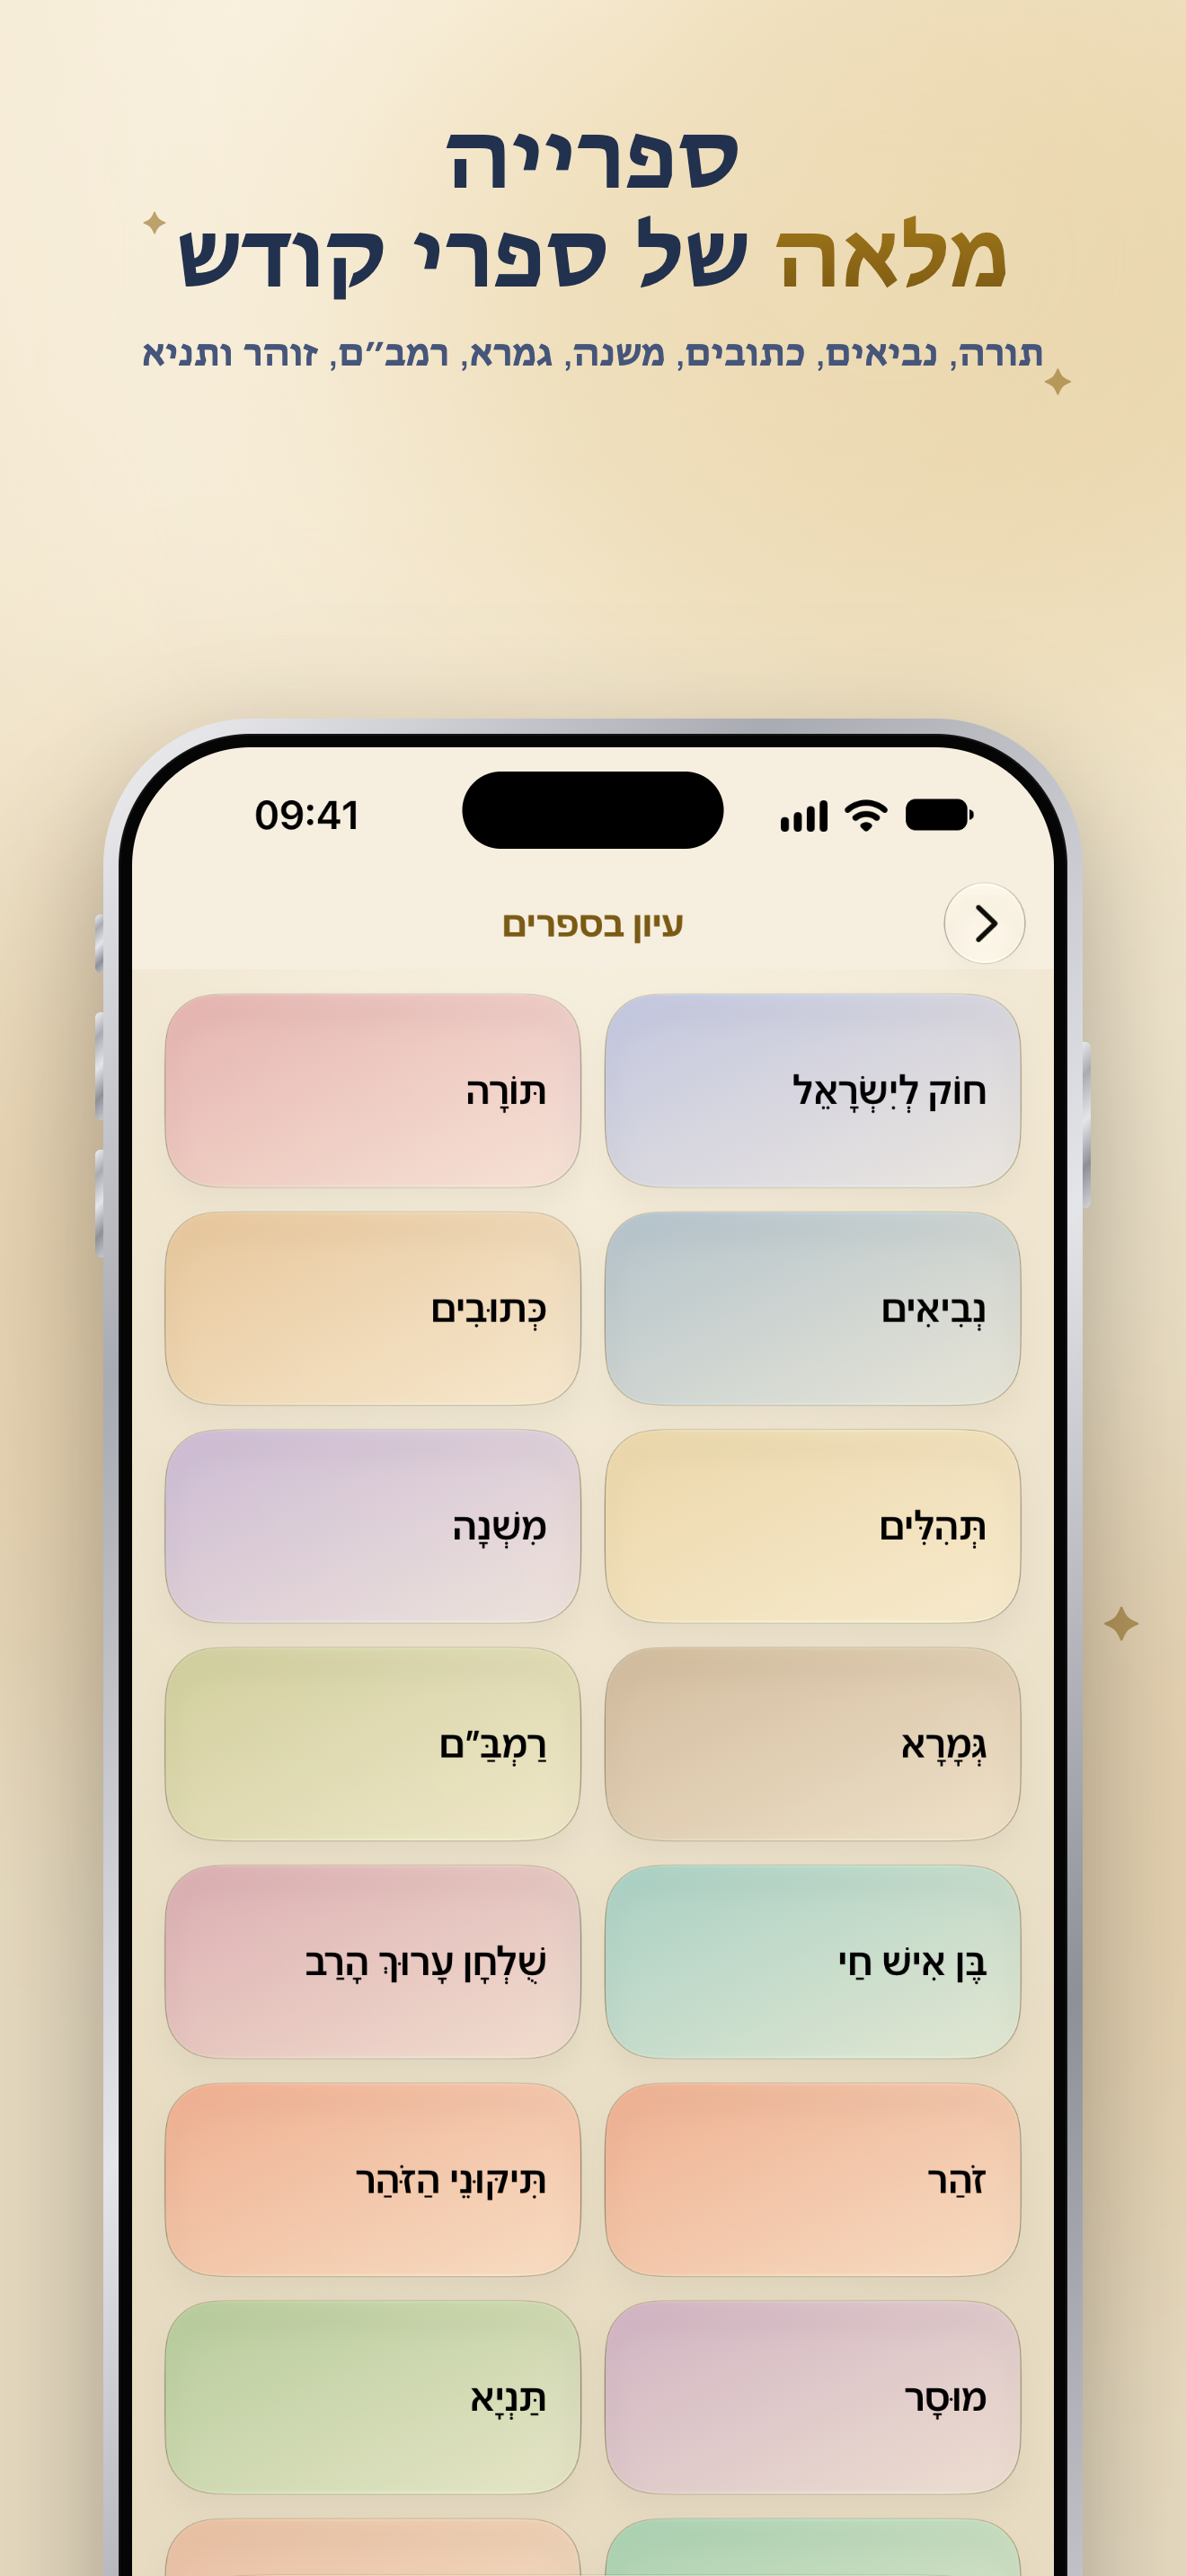 ספרייה
מלאה של ספרי קודש
תורה, נביאים, כתובים, משנה, גמרא, רמב״ם, זוהר ותניא
09:41
עיון בספרים
חוֹק לְיִשְׂרָאֵל
תּוֹרָה
נְבִיאִים
כְּתוּבִים
תְּהִלִּים
מִשְׁנָה
גְּמָרָא
רַמְבַּ״ם
בֶּן אִישׁ חַי
שֻׁלְחָן עָרוּךְ הָרַב
זֹהַר
תִּיקּוּנֵי הַזֹּהַר
מוּסָר
תַּנְיָא